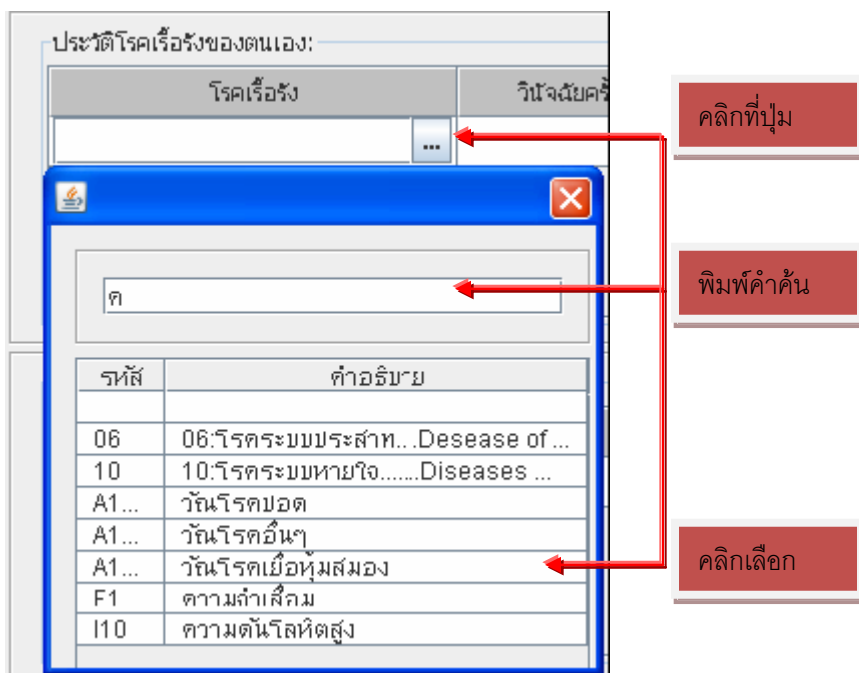 ประวัติโรคเรื้อรังของตนเอง:
โรคเรื้อรัง
วินัจฉัยครั้
...
คลิกที่ปุ่ม
ค
พิมพ์คำค้น
รหัส คำอธิบาย
06 06:โรคระบบประสาท...Desease of ...
10 10:โรคระบบหายใจ.......Diseases ...
A1... วัณโรคปอด
A1... วัณโรคอื่นๆ
A1... วัณโรคเยื่อหุ้มสมอง
คลิกเลือก
F1 ความจำเสื่อม
I10 ความดันโลหิตสูง